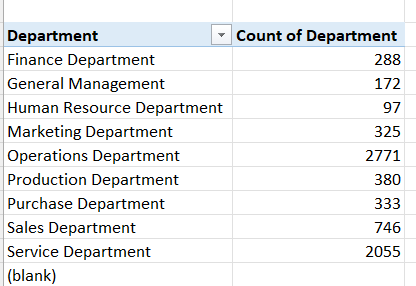 Department Count of Department
Finance Department 288
General Management 172
Human Resource Department 97
Marketing Department 325
Operations Department 2771
Production Department 380
Purchase Department 333
Sales Department 746
Service Department 2055
(blank)